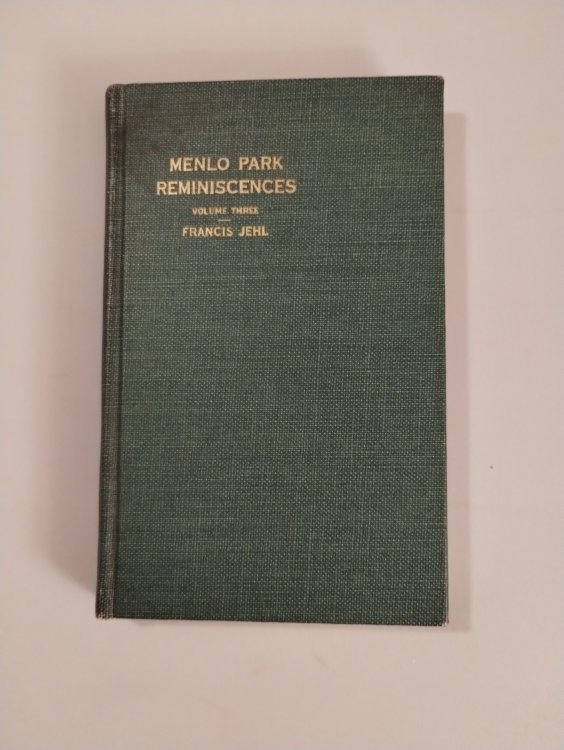 MENLO PARK
REMINISCENCES
VOLUME THREE
FRANCIS JEHL